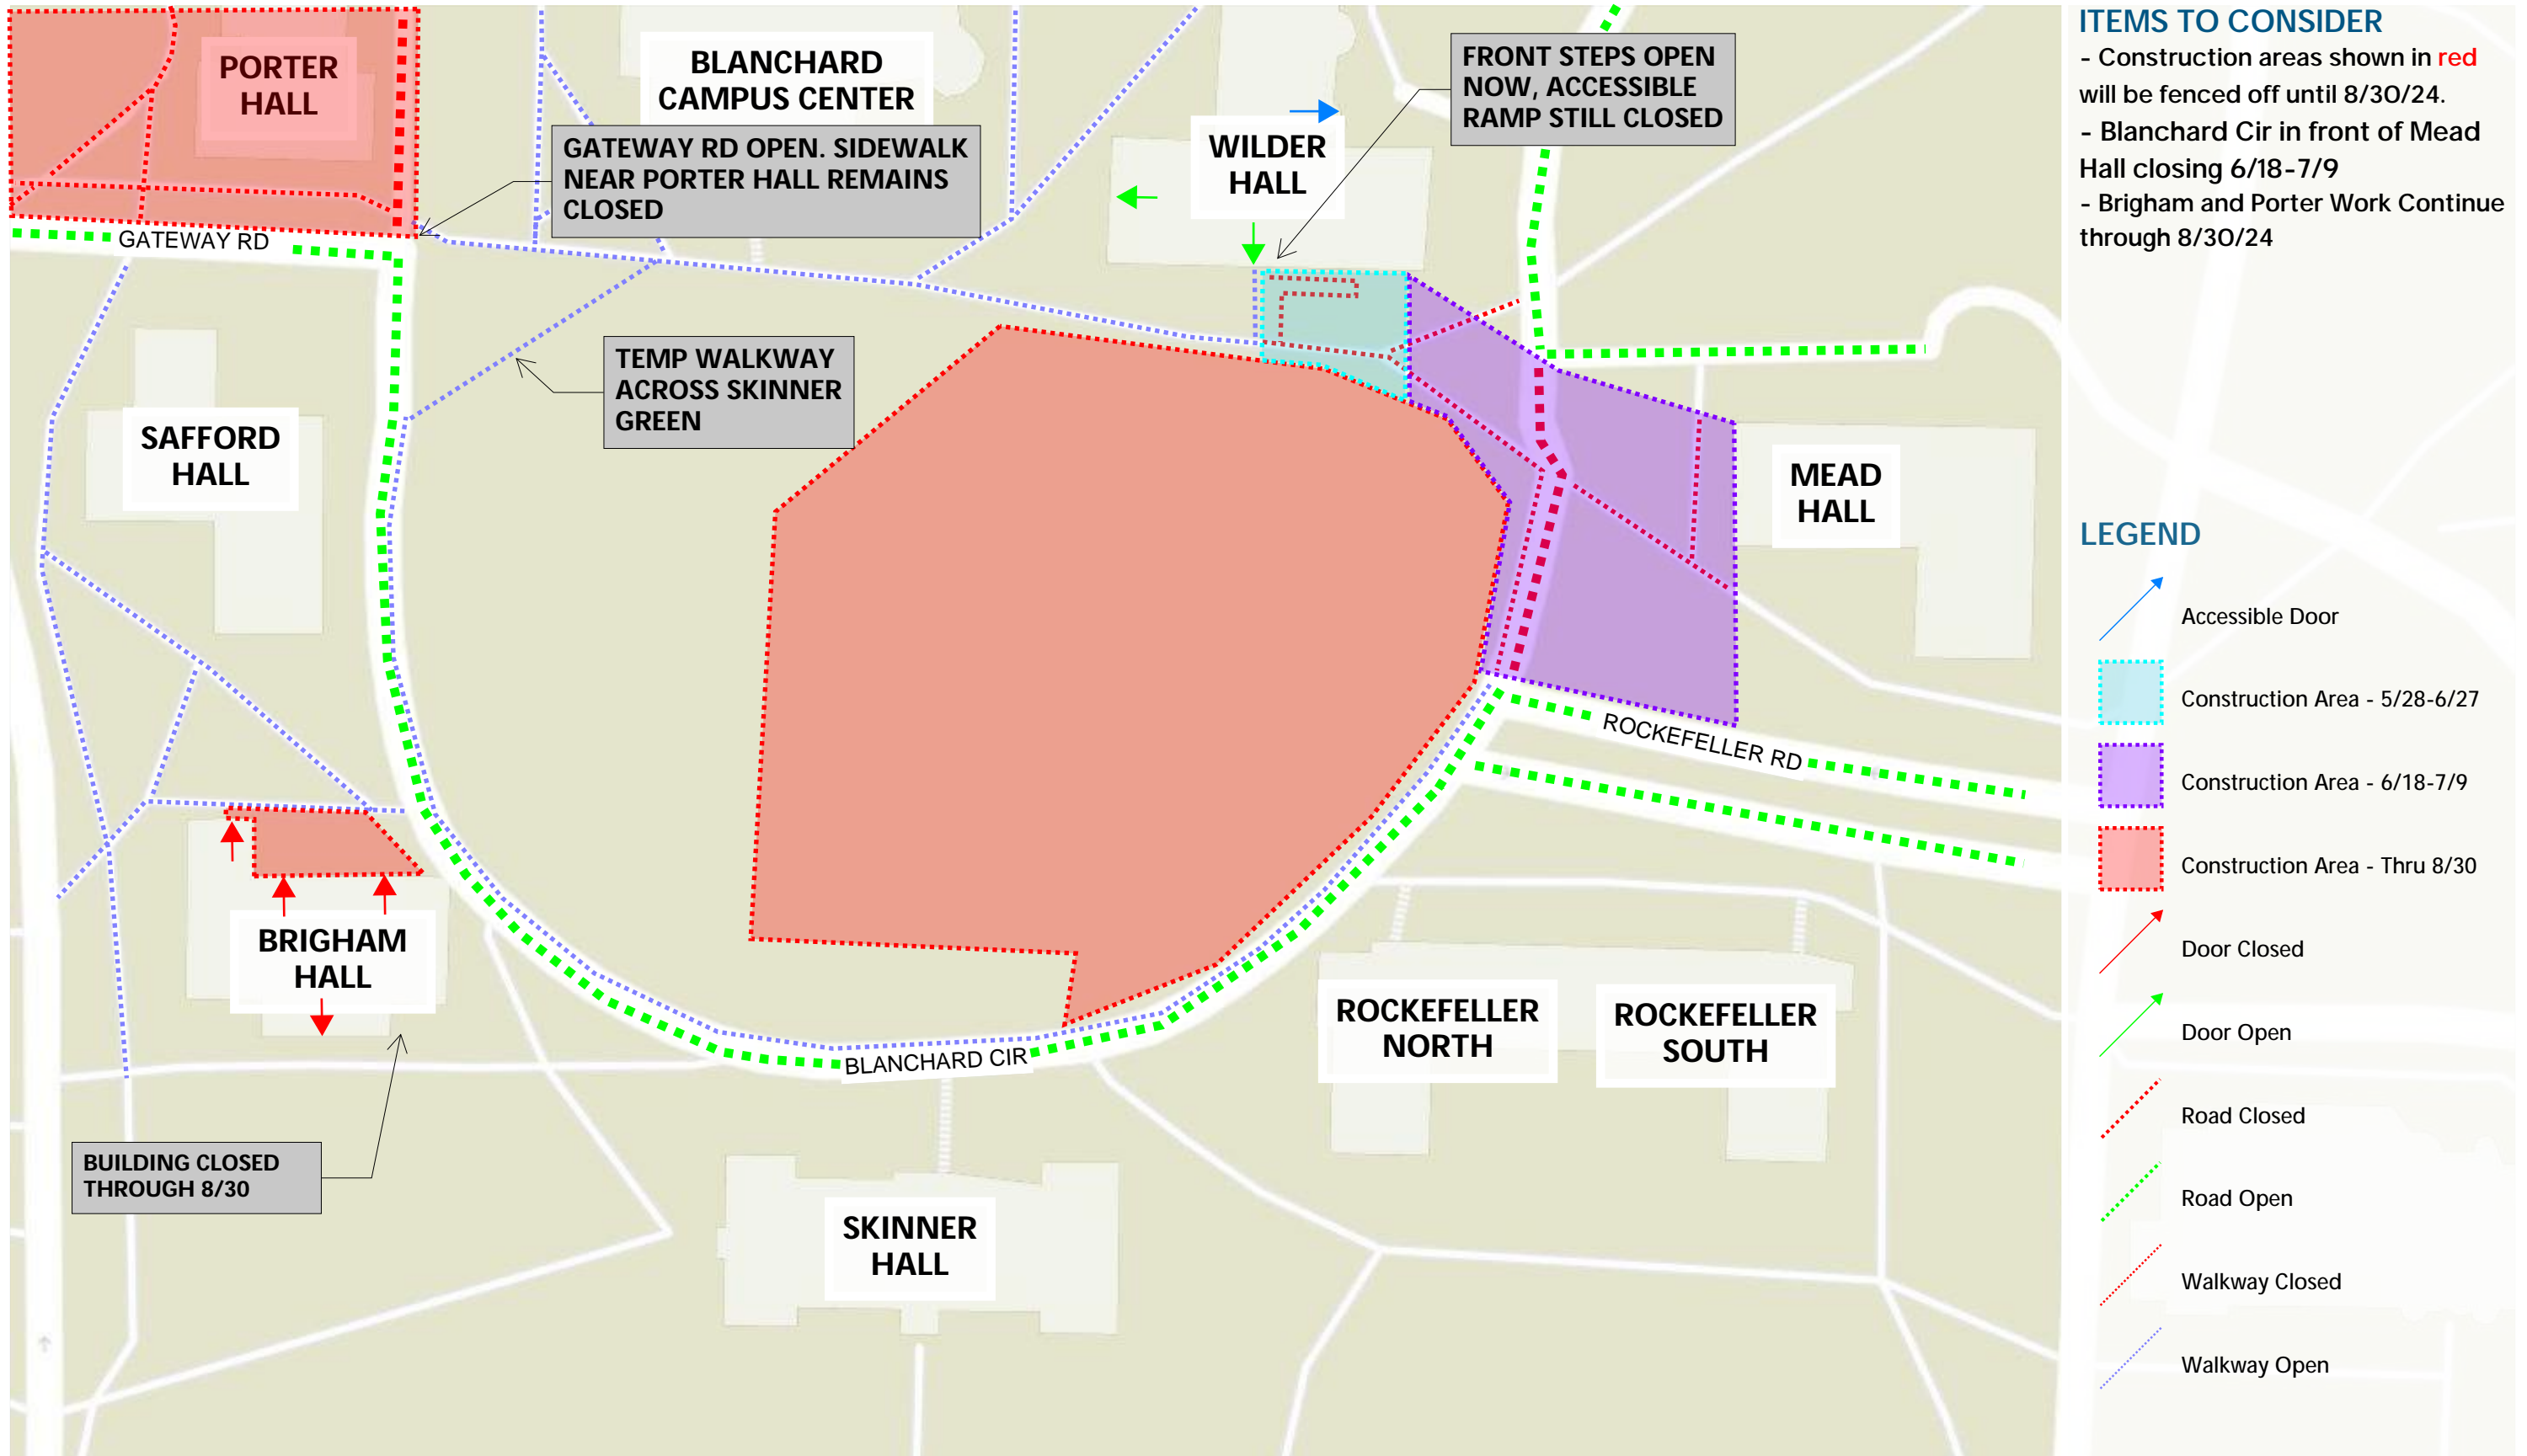 PORTER
HALL
BLANCHARD
CAMPUS CENTER
GATEWAY RD OPEN. SIDEWALK
NEAR PORTER HALL REMAINS
CLOSED
WILDER
HALL
FRONT STEPS OPEN
NOW, ACCESSIBLE
RAMP STILL CLOSED
GATEWAY RD
TEMP WALKWAY
ACROSS SKINNER
GREEN
SAFFORD
HALL
MEAD
HALL
ROCKEFELLER RD
BRIGHAM
HALL
ROCKEFELLER
NORTH
ROCKEFELLER
SOUTH
BLANCHARD CIR
BUILDING CLOSED
THROUGH 8/30
SKINNER
HALL
ITEMS TO CONSIDER
- Construction areas shown in red
will be fenced off until 8/30/24.
- Blanchard Cir in front of Mead
Hall closing 6/18-7/9
- Brigham and Porter Work Continue
through 8/30/24
LEGEND
Accessible Door
Construction Area - 5/28-6/27
Construction Area - 6/18-7/9
Construction Area - Thru 8/30
Door Closed
Door Open
Road Closed
Road Open
Walkway Closed
Walkway Open